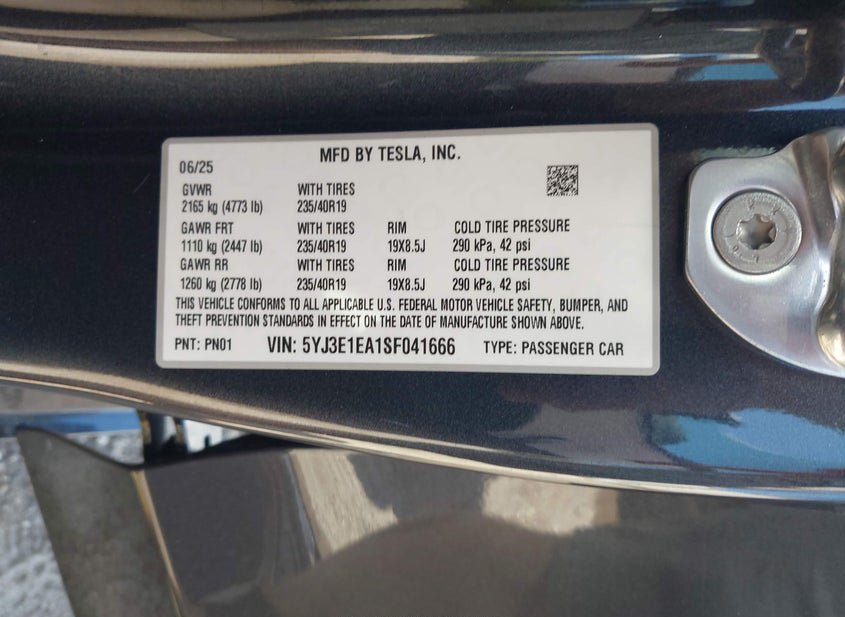 MFD BY TESLA, INC.
06/25
GVWR WITH TIRES
2165 kg (4773 lb) 235/40R19
GAWR FRT WITH TIRES RIM COLD TIRE PRESSURE
1110 kg (2447 lb) 235/40R19 19X8.5J 290 kPa, 42 psi
GAWR RR WITH TIRES RIM COLD TIRE PRESSURE
1260 kg (2778 lb) 235/40R19 19X8.5J 290 kPa, 42 psi
THIS VEHICLE CONFORMS TO ALL APPLICABLE U.S. FEDERAL MOTOR VEHICLE SAFETY, BUMPER, AND
THEFT PREVENTION STANDARDS IN EFFECT ON THE DATE OF MANUFACTURE SHOWN ABOVE.
PNT: PN01 VIN: 5YJ3E1EA1SF041666 TYPE: PASSENGER CAR